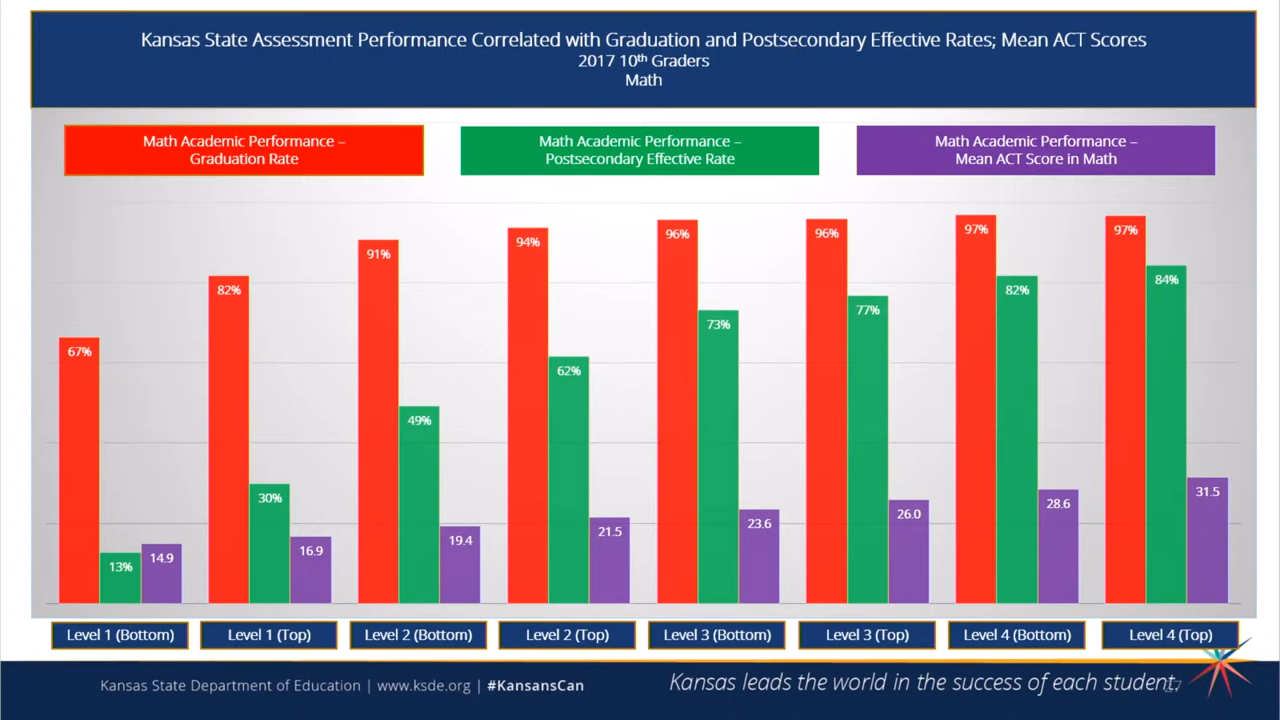 Kansas State Assessment Performance Correlated with Graduation and Postsecondary Effective Rates; Mean ACT Scores
2017 10th Graders
Math
Math Academic Performance –
Graduation Rate
Math Academic Performance –
Postsecondary Effective Rate
Math Academic Performance –
Mean ACT Score in Math
67%
13%
14.9
82%
30%
16.9
91%
49%
19.4
94%
62%
21.5
96%
73%
23.6
96%
77%
26.0
97%
82%
28.6
97%
84%
31.5
Level 1 (Bottom)
Level 1 (Top)
Level 2 (Bottom)
Level 2 (Top)
Level 3 (Bottom)
Level 3 (Top)
Level 4 (Bottom)
Level 4 (Top)
Kansas State Department of Education | www.ksde.org | #KansansCan
Kansas leads the world in the success of each student.
27